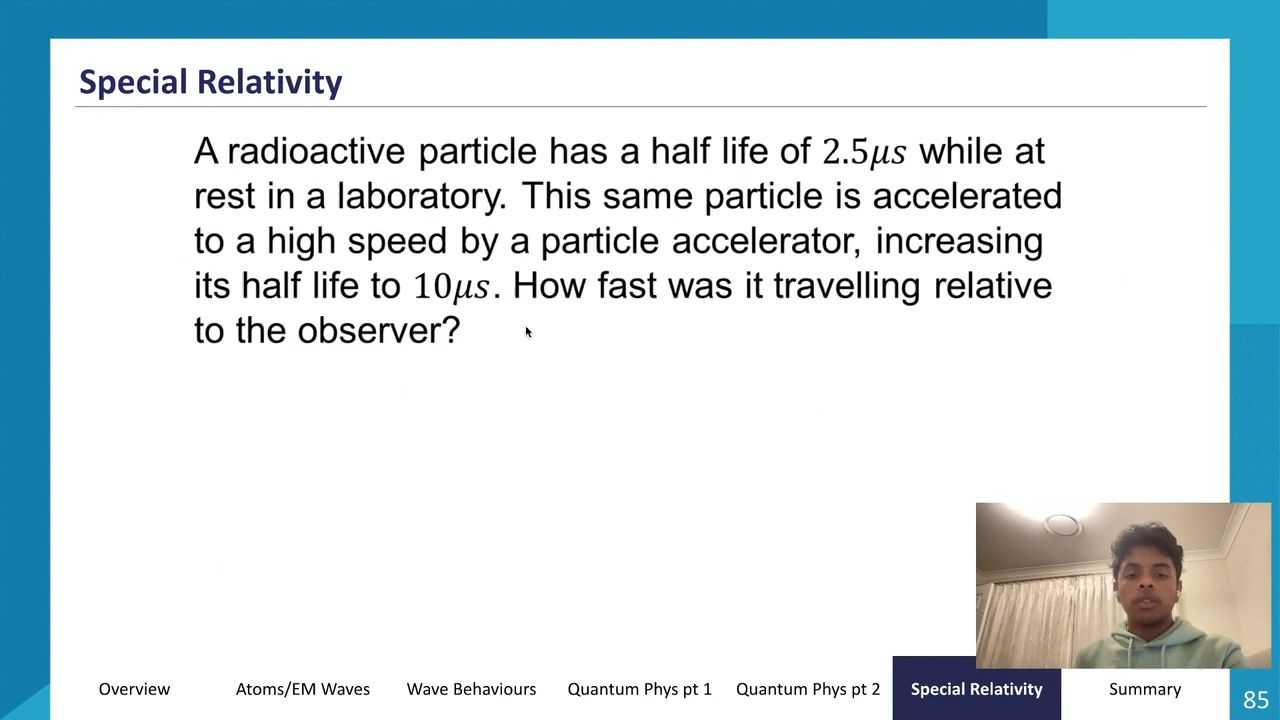 Special Relativity
A radioactive particle has a half life of 2.5μs while at
rest in a laboratory. This same particle is accelerated
to a high speed by a particle accelerator, increasing
its half life to 10μs. How fast was it travelling relative
to the observer?
Overview Atoms/EM Waves Wave Behaviours Quantum Phys pt 1 Quantum Phys pt 2 Special Relativity Summary
85